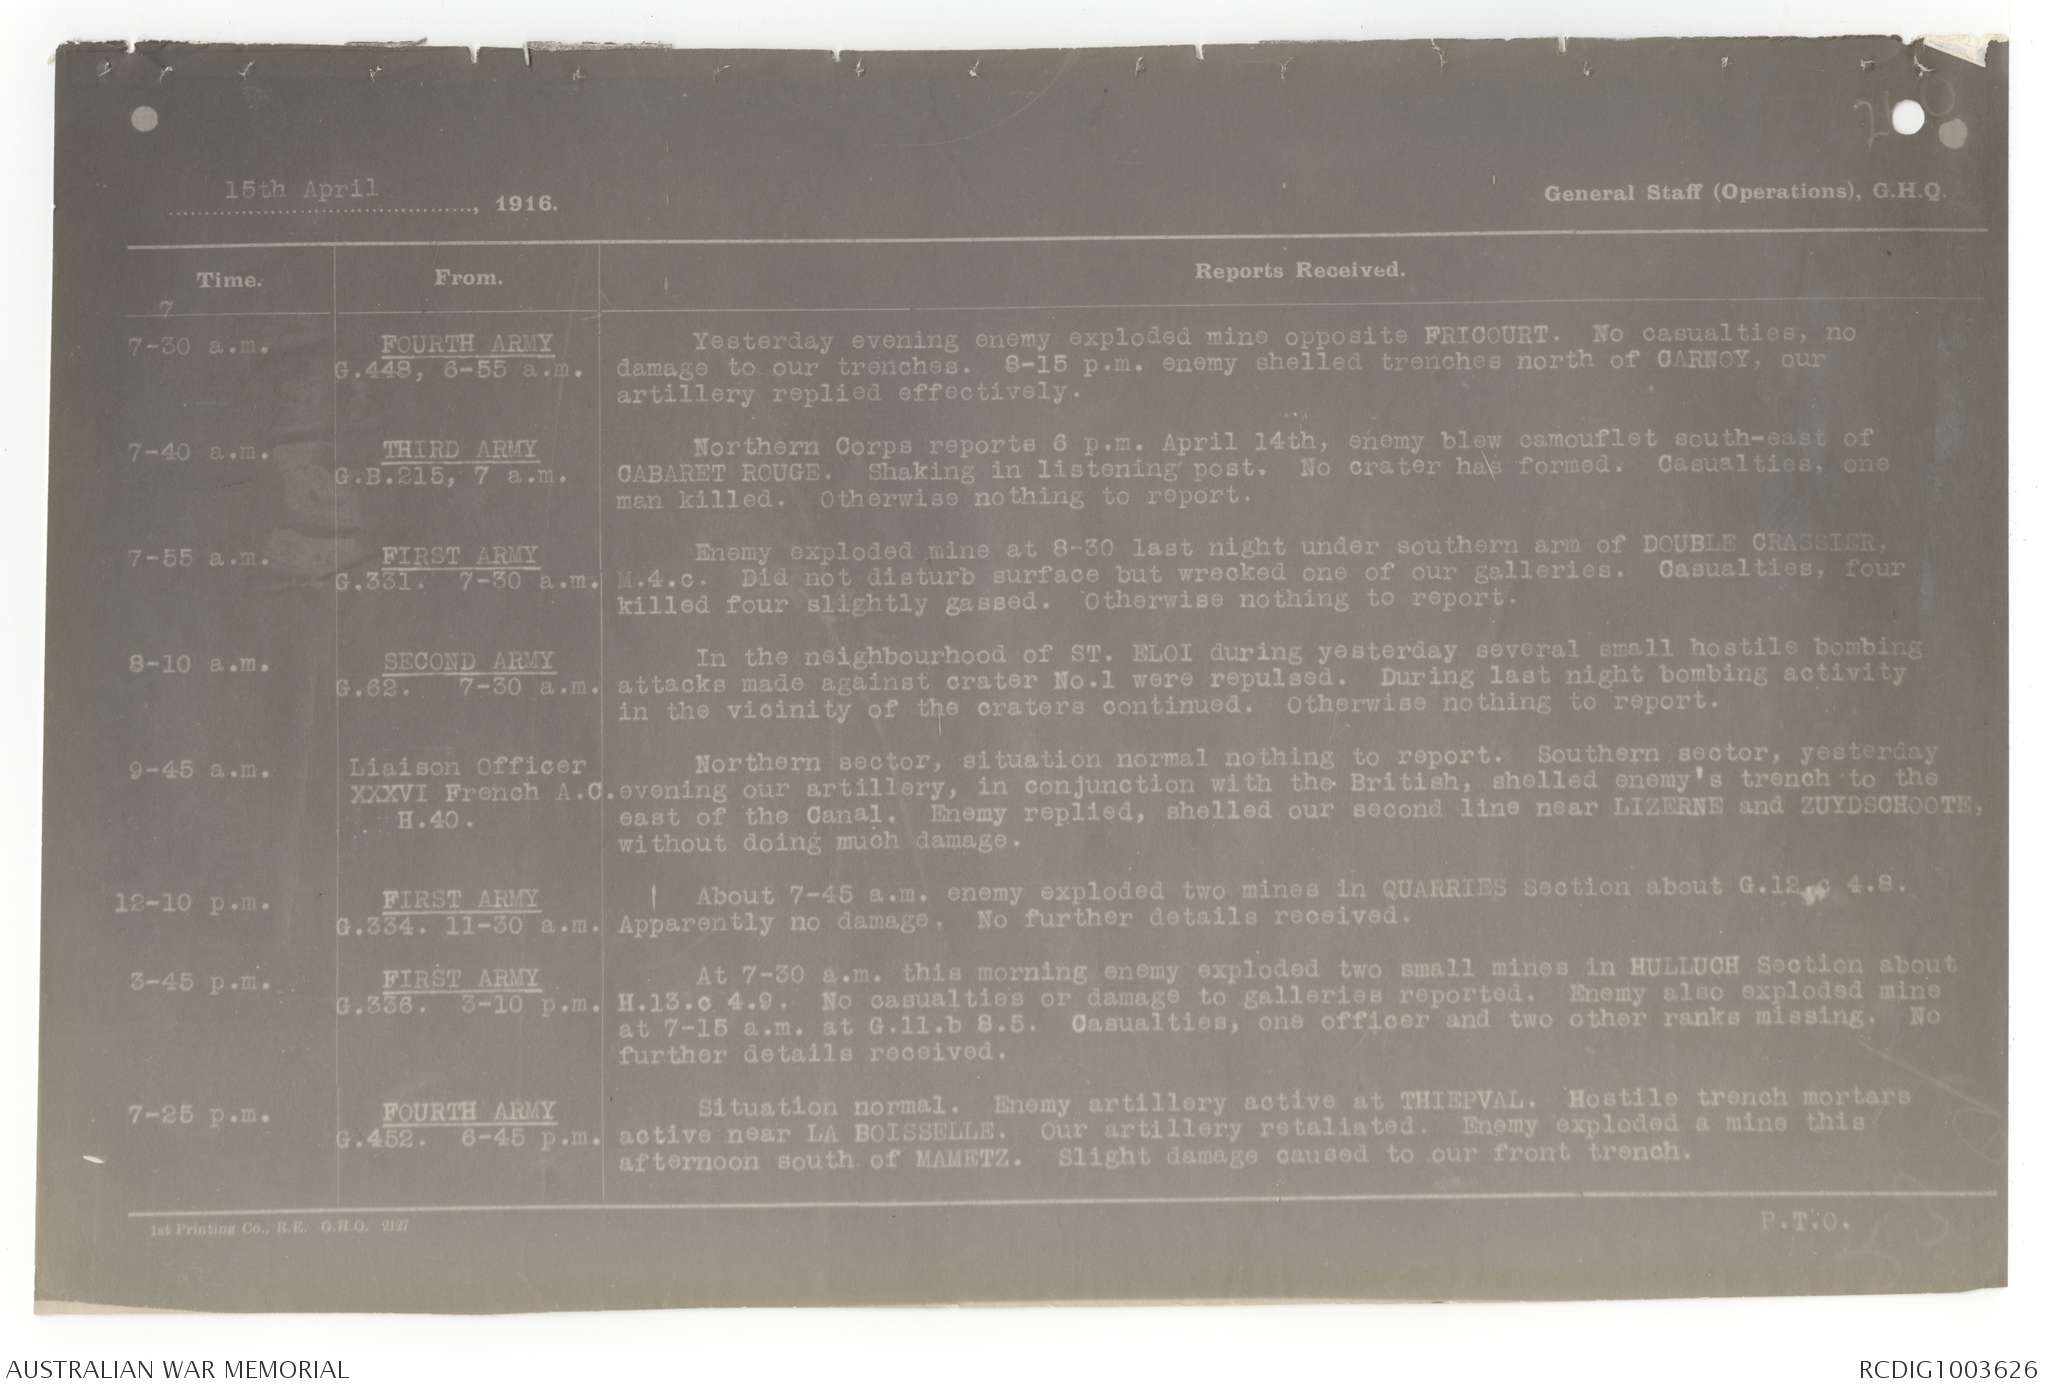 15th April, 1916.
General Staff (Operations), G.H.Q.
Time. From. Reports Received.
7
7-30 a.m. FOURTH ARMY Yesterday evening enemy exploded mine opposite FRICOURT. No casualties, no
G.448, 6-55 a.m. damage to our trenches. 8-15 p.m. enemy shelled trenches north of CARNOY, our
artillery replied effectively.
7-40 a.m. THIRD ARMY Northern Corps reports 6 p.m. April 14th, enemy blew camouflet south-east of
G.B.215, 7 a.m. CABARET ROUGE. Shaking in listening post. No crater has formed. Casualties, one
man killed. Otherwise nothing to report.
7-55 a.m. FIRST ARMY Enemy exploded mine at 8-30 last night under southern arm of DOUBLE CRASSIER,
G.331. 7-30 a.m. M.4.c. Did not disturb surface but wrecked one of our galleries. Casualties, four
killed four slightly gassed. Otherwise nothing to report.
8-10 a.m. SECOND ARMY In the neighbourhood of ST. ELOI during yesterday several small hostile bombing
G.62. 7-30 a.m. attacks made against crater No.1 were repulsed. During last night bombing activity
in the vicinity of the craters continued. Otherwise nothing to report.
9-45 a.m. Liaison Officer Northern sector, situation normal nothing to report. Southern sector, yesterday
XXXVI French A.C. evening our artillery, in conjunction with the British, shelled enemy's trench to the
H.40. east of the Canal. Enemy replied, shelled our second line near LIZERNE and ZUYDSCHOOTE,
without doing much damage.
12-10 p.m. FIRST ARMY About 7-45 a.m. enemy exploded two mines in QUARRIES Section about G.12.c 4.8.
G.334. 11-30 a.m. Apparently no damage. No further details received.
3-45 p.m. FIRST ARMY At 7-30 a.m. this morning enemy exploded two small mines in HULLUCH Section about
G.336. 3-10 p.m. H.13.c 4.9. No casualties or damage to galleries reported. Enemy also exploded mine
at 7-15 a.m. at G.11.b 8.5. Casualties, one officer and two other ranks missing. No
further details received.
7-25 p.m. FOURTH ARMY Situation normal. Enemy artillery active at THIEPVAL. Hostile trench mortars
G.452. 6-45 p.m. active near LA BOISSELLE. Our artillery retaliated. Enemy exploded a mine this
afternoon south of MAMETZ. Slight damage caused to our front trench.
1st Printing Co., R.E. G.H.Q. 2127
P.T.O.
AUSTRALIAN WAR MEMORIAL
RCDIG1003626